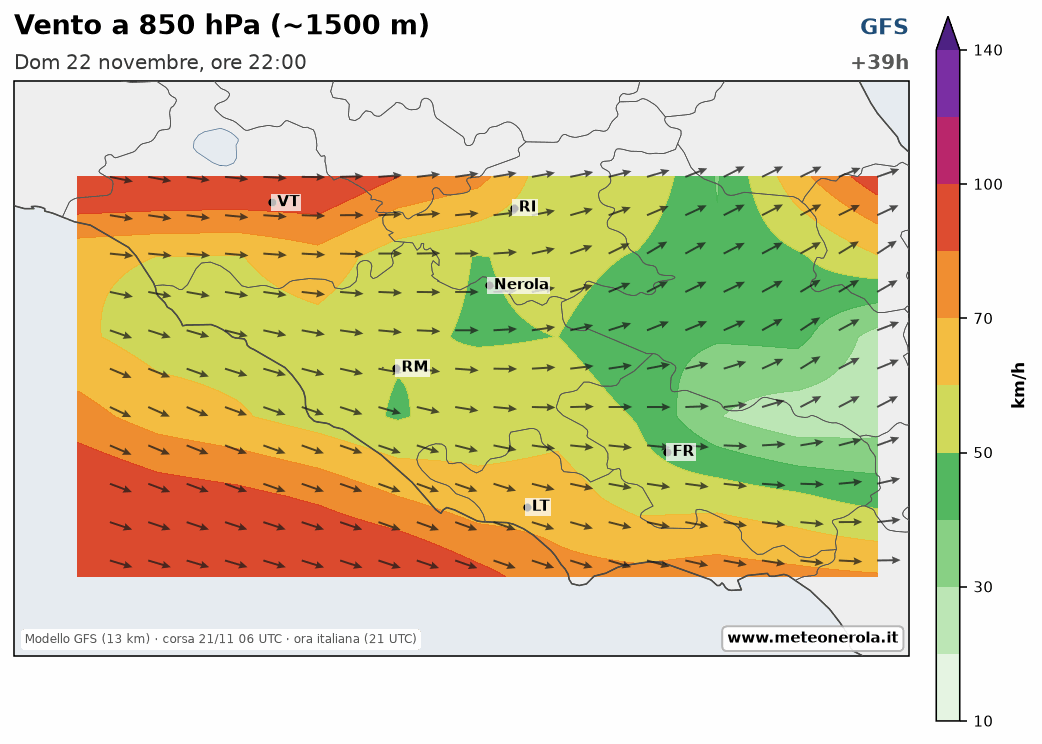 Vento a 850 hPa (~1500 m)
GFS
Dom 22 novembre, ore 22:00
+39h
VT
RI
Nerola
RM
FR
LT
140
100
70
50
30
10
km/h
Modello GFS (13 km) · corsa 21/11 06 UTC · ora italiana (21 UTC)
www.meteonerola.it